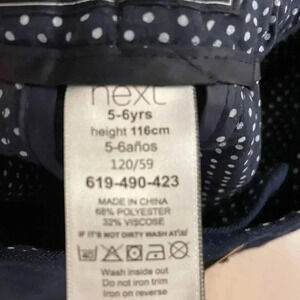 next
5-6yrs
height 116cm
5-6años
120/59
619-490-423
MADE IN CHINA
68% POLYESTER
32% VISCOSE
IF IT'S NOT DIRTY WASH AT/A
40
Wash inside out
Do not iron trim
Iron on reverse